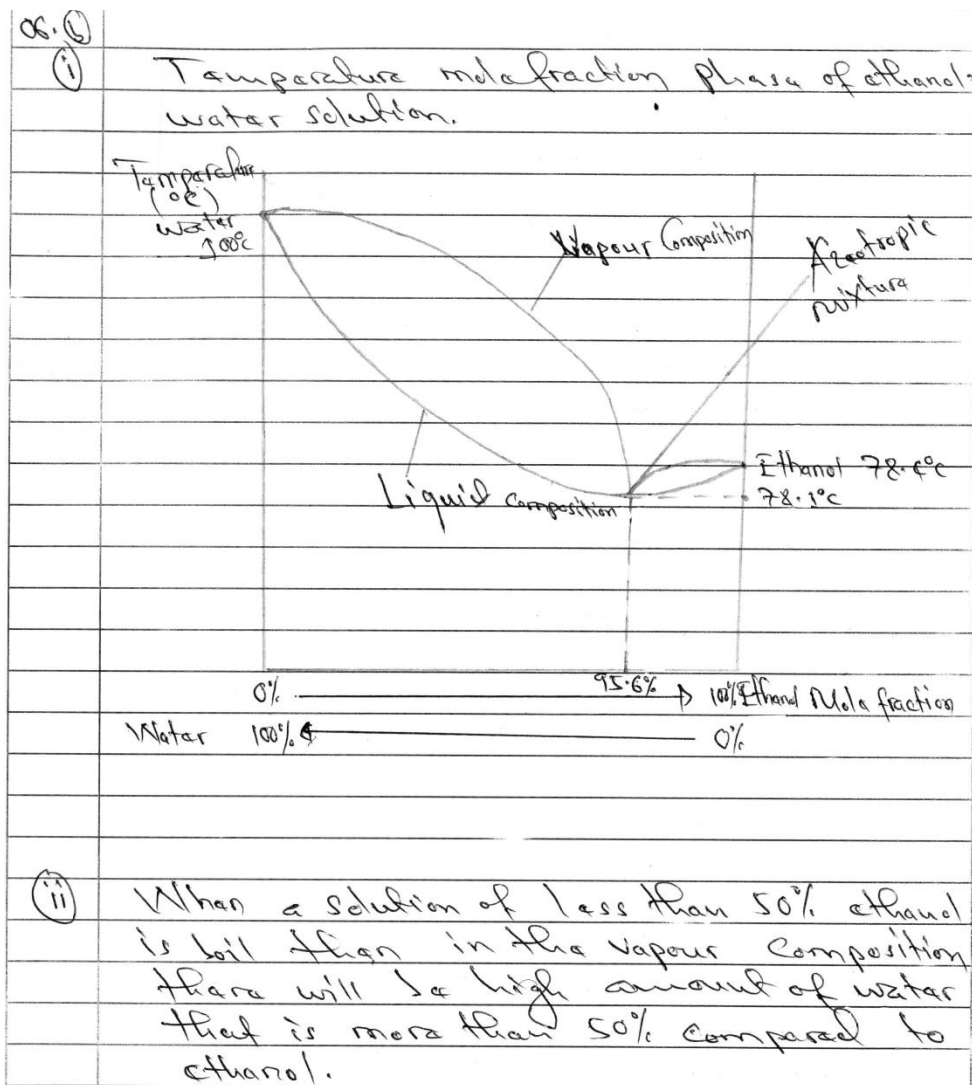 06. (b)
(i) Temperature mole fraction phase of ethanol-
water solution.
Temperature
(°C)
water
100°C
Vapour Composition
Azeotropic
mixture
Liquid composition
Ethanol 78.4°C
78.1°C
0% 95.6% 100% Ethanol Mole fraction
Water 100% 0%
(ii) When a solution of less than 50% ethanol
is boil then in the vapour composition
there will be high amount of water
that is more than 50% compared to
ethanol.